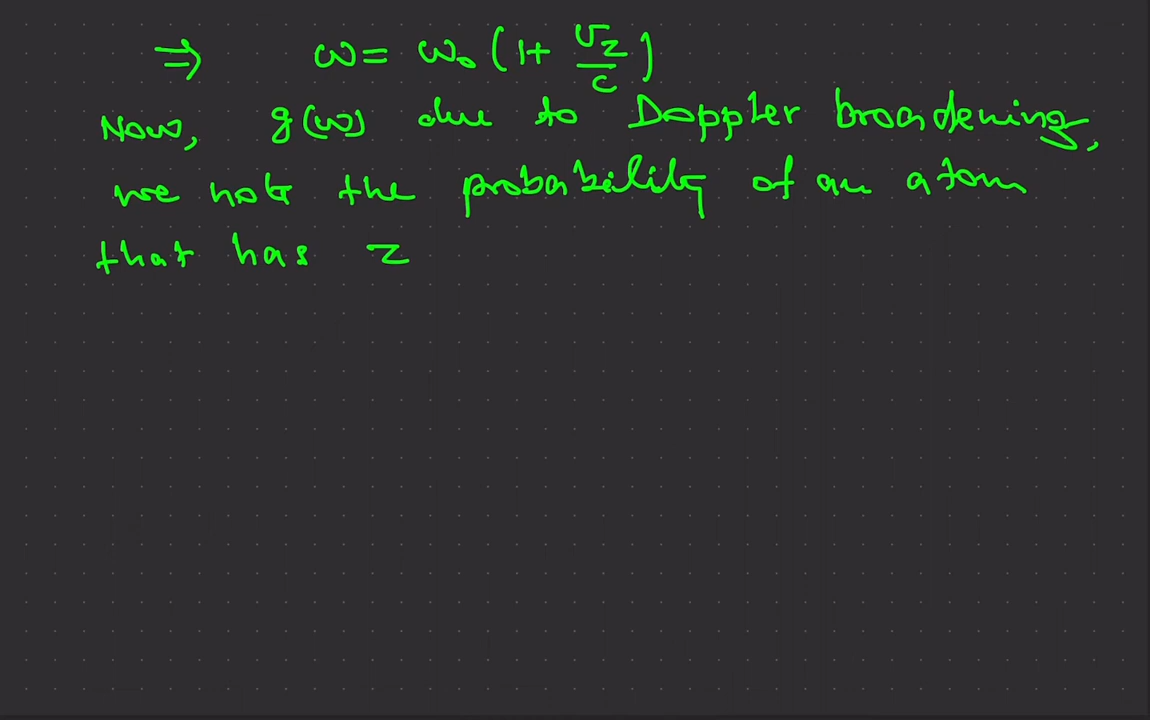 ⇒ ω = ω₀ (1 + v_z/c)
Now, g(ω) due to Doppler broadening,
we note the probability of an atom
that has z